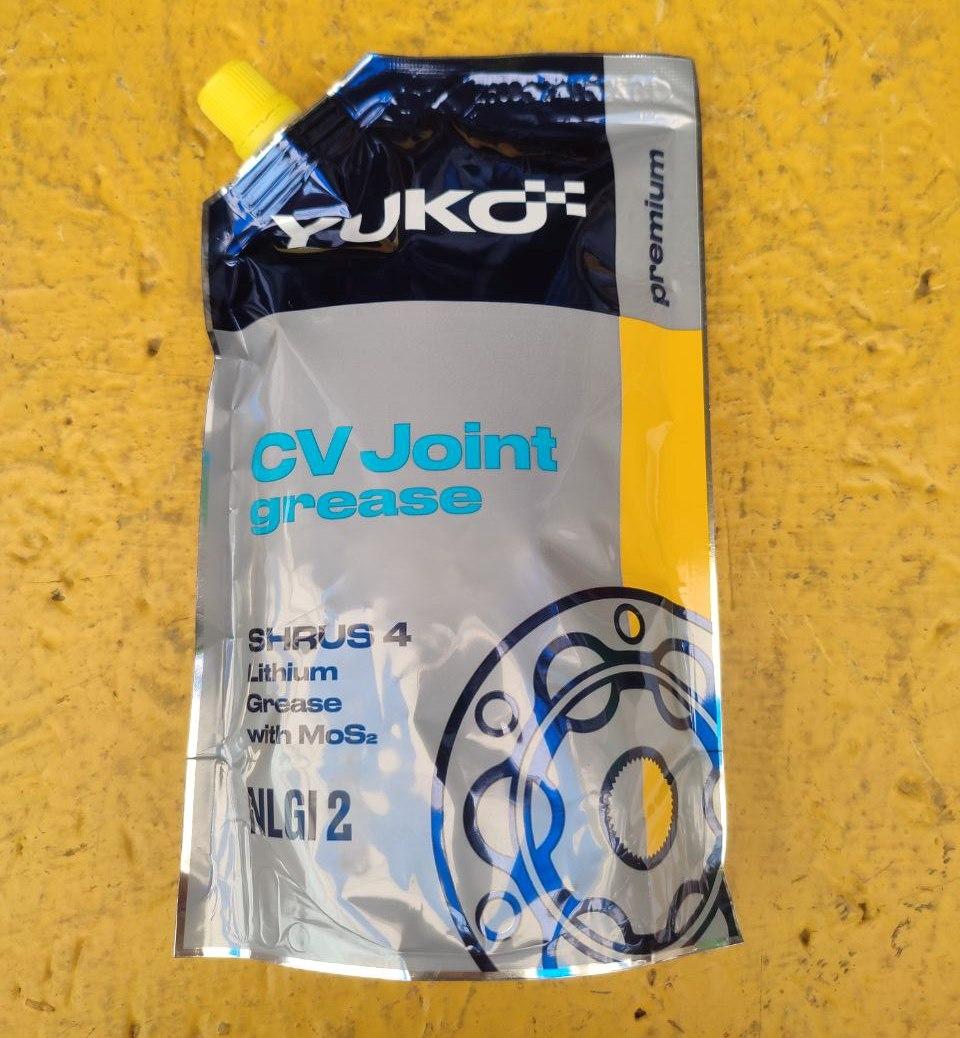 YUKO
premium
CV Joint
grease
SHRUS 4
Lithium
Grease
with MoS₂
NLGI 2